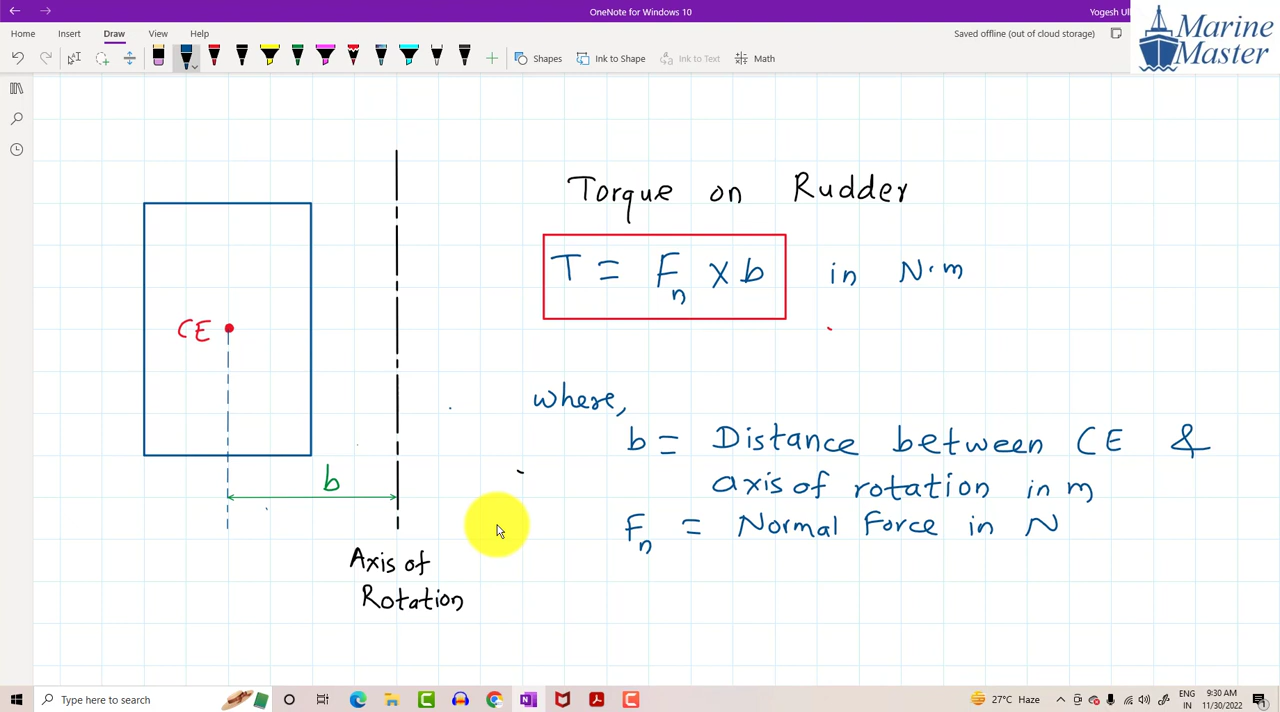 OneNote for Windows 10
Yogesh Ul
Home Insert Draw View Help
Saved offline (out of cloud storage)
Marine
Master
Shapes Ink to Shape Ink to Text Math
Torque on Rudder
T = Fn × b in N·m
CE
where,
b = Distance between CE &
axis of rotation in m
b
Fn = Normal Force in N
Axis of
Rotation
Type here to search
27°C Haze
ENG
IN
9:30 AM
11/30/2022
1